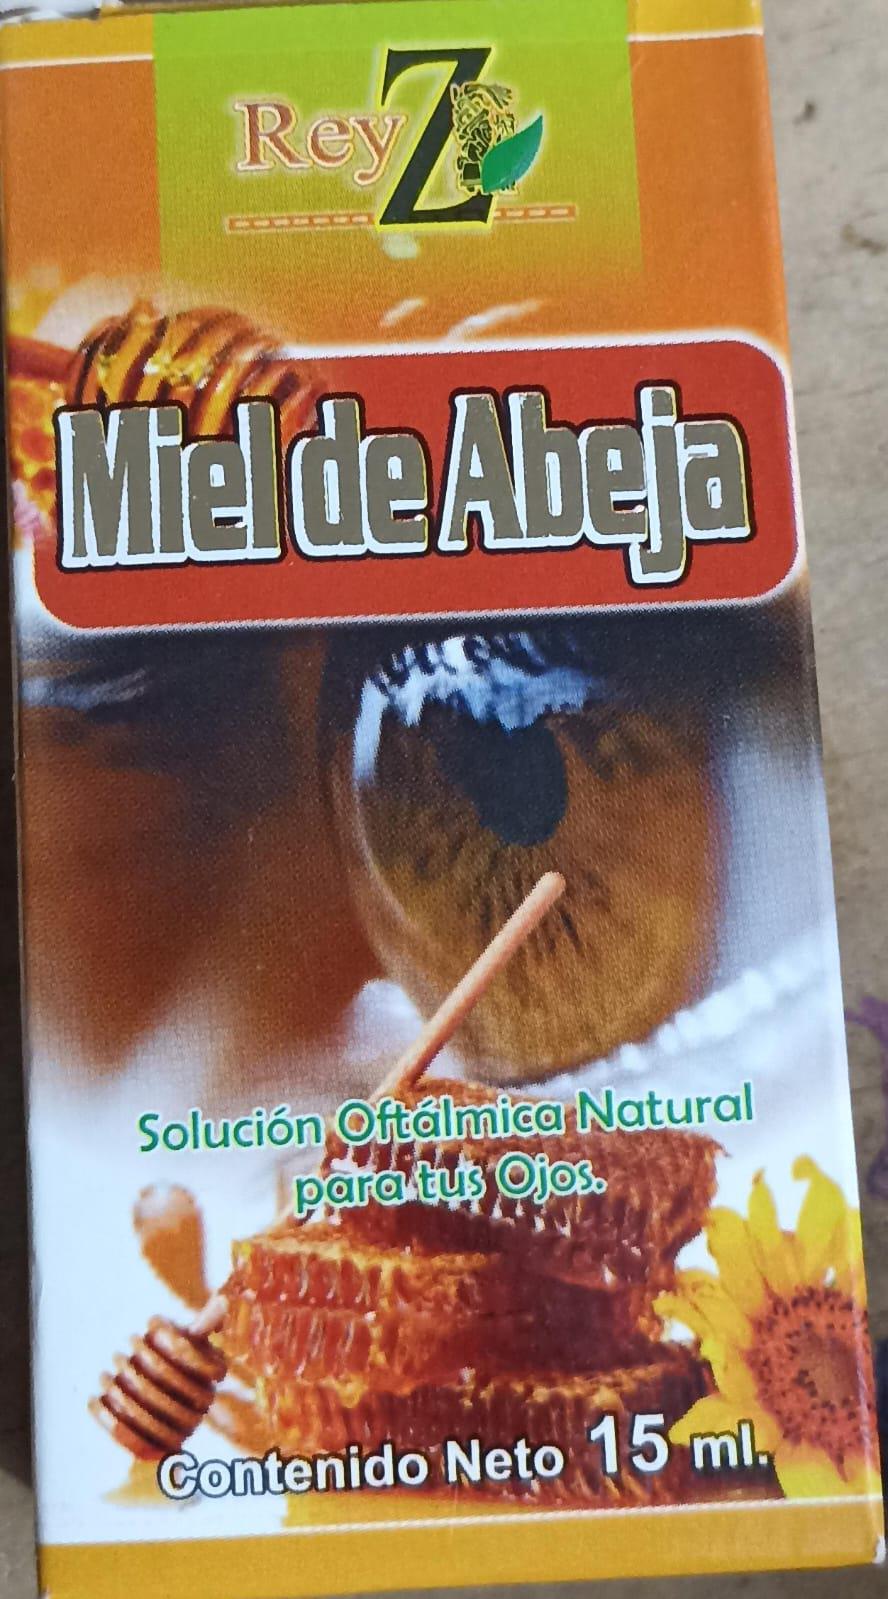 Rey Z
Miel de Abeja
Solución Oftálmica Natural
para tus Ojos.
Contenido Neto 15 ml.